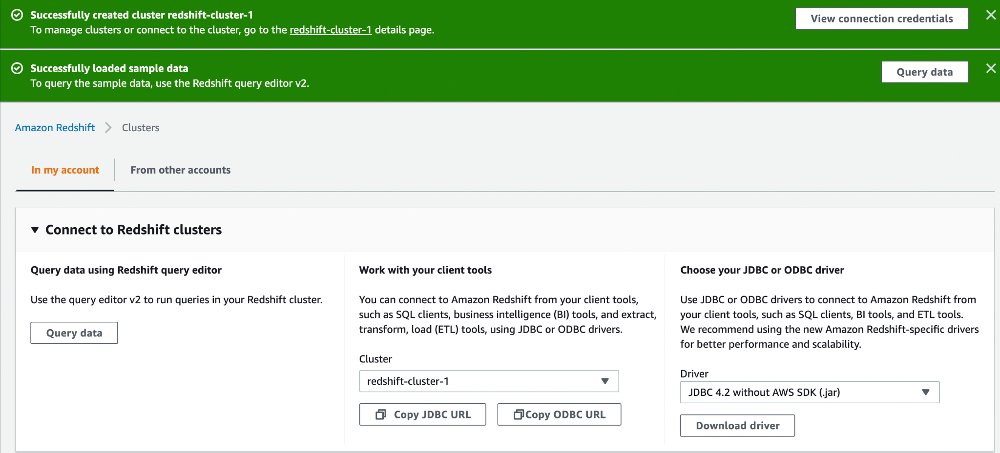 Successfully created cluster redshift-cluster-1
To manage clusters or connect to the cluster, go to the redshift-cluster-1 details page.
View connection credentials
Successfully loaded sample data
To query the sample data, use the Redshift query editor v2.
Query data
Amazon Redshift
Clusters
In my account
From other accounts
Connect to Redshift clusters
Query data using Redshift query editor
Use the query editor v2 to run queries in your Redshift cluster.
Query data
Work with your client tools
You can connect to Amazon Redshift from your client tools,
such as SQL clients, business intelligence (BI) tools, and extract,
transform, load (ETL) tools, using JDBC or ODBC drivers.
Cluster
redshift-cluster-1
Copy JDBC URL
Copy ODBC URL
Choose your JDBC or ODBC driver
Use JDBC or ODBC drivers to connect to Amazon Redshift from
your client tools, such as SQL clients, BI tools, and ETL tools.
We recommend using the new Amazon Redshift-specific drivers
for better performance and scalability.
Driver
JDBC 4.2 without AWS SDK (.jar)
Download driver